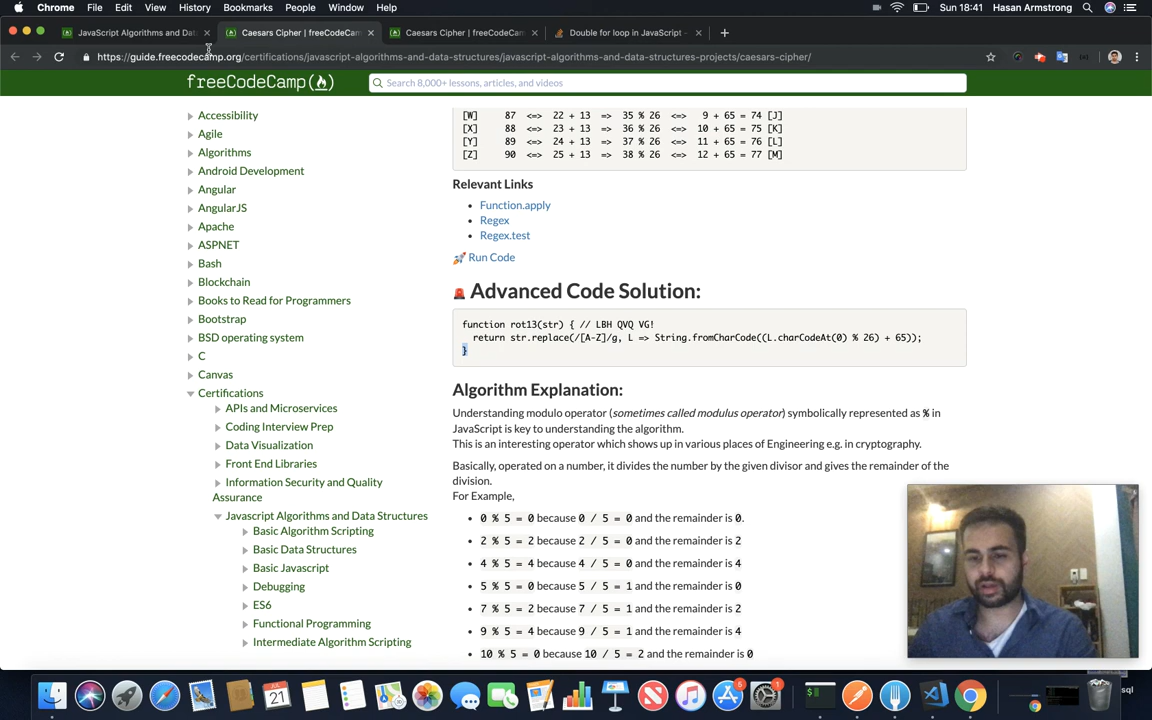 Chrome File Edit View History Bookmarks People Window Help Sun 18:41 Hasan Armstrong
JavaScript Algorithms and Dat
Caesars Cipher | freeCodeCam
Caesars Cipher | freeCodeCam
Double for loop in JavaScript -
https://guide.freecodecamp.org/certifications/javascript-algorithms-and-data-structures/javascript-algorithms-and-data-structures-projects/caesars-cipher/
freeCodeCamp
Search 8,000+ lessons, articles, and videos
Accessibility
Agile
Algorithms
Android Development
Angular
AngularJS
Apache
ASPNET
Bash
Blockchain
Books to Read for Programmers
Bootstrap
BSD operating system
C
Canvas
Certifications
APIs and Microservices
Coding Interview Prep
Data Visualization
Front End Libraries
Information Security and Quality
Assurance
Javascript Algorithms and Data Structures
Basic Algorithm Scripting
Basic Data Structures
Basic Javascript
Debugging
ES6
Functional Programming
Intermediate Algorithm Scripting
[W] 87 <=> 22 + 13 => 35 % 26 <=> 9 + 65 = 74 [J]
[X] 88 <=> 23 + 13 => 36 % 26 <=> 10 + 65 = 75 [K]
[Y] 89 <=> 24 + 13 => 37 % 26 <=> 11 + 65 = 76 [L]
[Z] 90 <=> 25 + 13 => 38 % 26 <=> 12 + 65 = 77 [M]
Relevant Links
• Function.apply
• Regex
• Regex.test
🚀 Run Code
Advanced Code Solution:
function rot13(str) { // LBH QVQ VG!
return str.replace(/[A-Z]/g, L => String.fromCharCode((L.charCodeAt(0) % 26) + 65));
}
Algorithm Explanation:
Understanding modulo operator (sometimes called modulus operator) symbolically represented as % in
JavaScript is key to understanding the algorithm.
This is an interesting operator which shows up in various places of Engineering e.g. in cryptography.
Basically, operated on a number, it divides the number by the given divisor and gives the remainder of the
division.
For Example,
• 0 % 5 = 0 because 0 / 5 = 0 and the remainder is 0.
• 2 % 5 = 2 because 2 / 5 = 0 and the remainder is 2
• 4 % 5 = 4 because 4 / 5 = 0 and the remainder is 4
• 5 % 5 = 0 because 5 / 5 = 1 and the remainder is 0
• 7 % 5 = 2 because 7 / 5 = 1 and the remainder is 2
• 9 % 5 = 4 because 9 / 5 = 1 and the remainder is 4
• 10 % 5 = 0 because 10 / 5 = 2 and the remainder is 0
21
sql